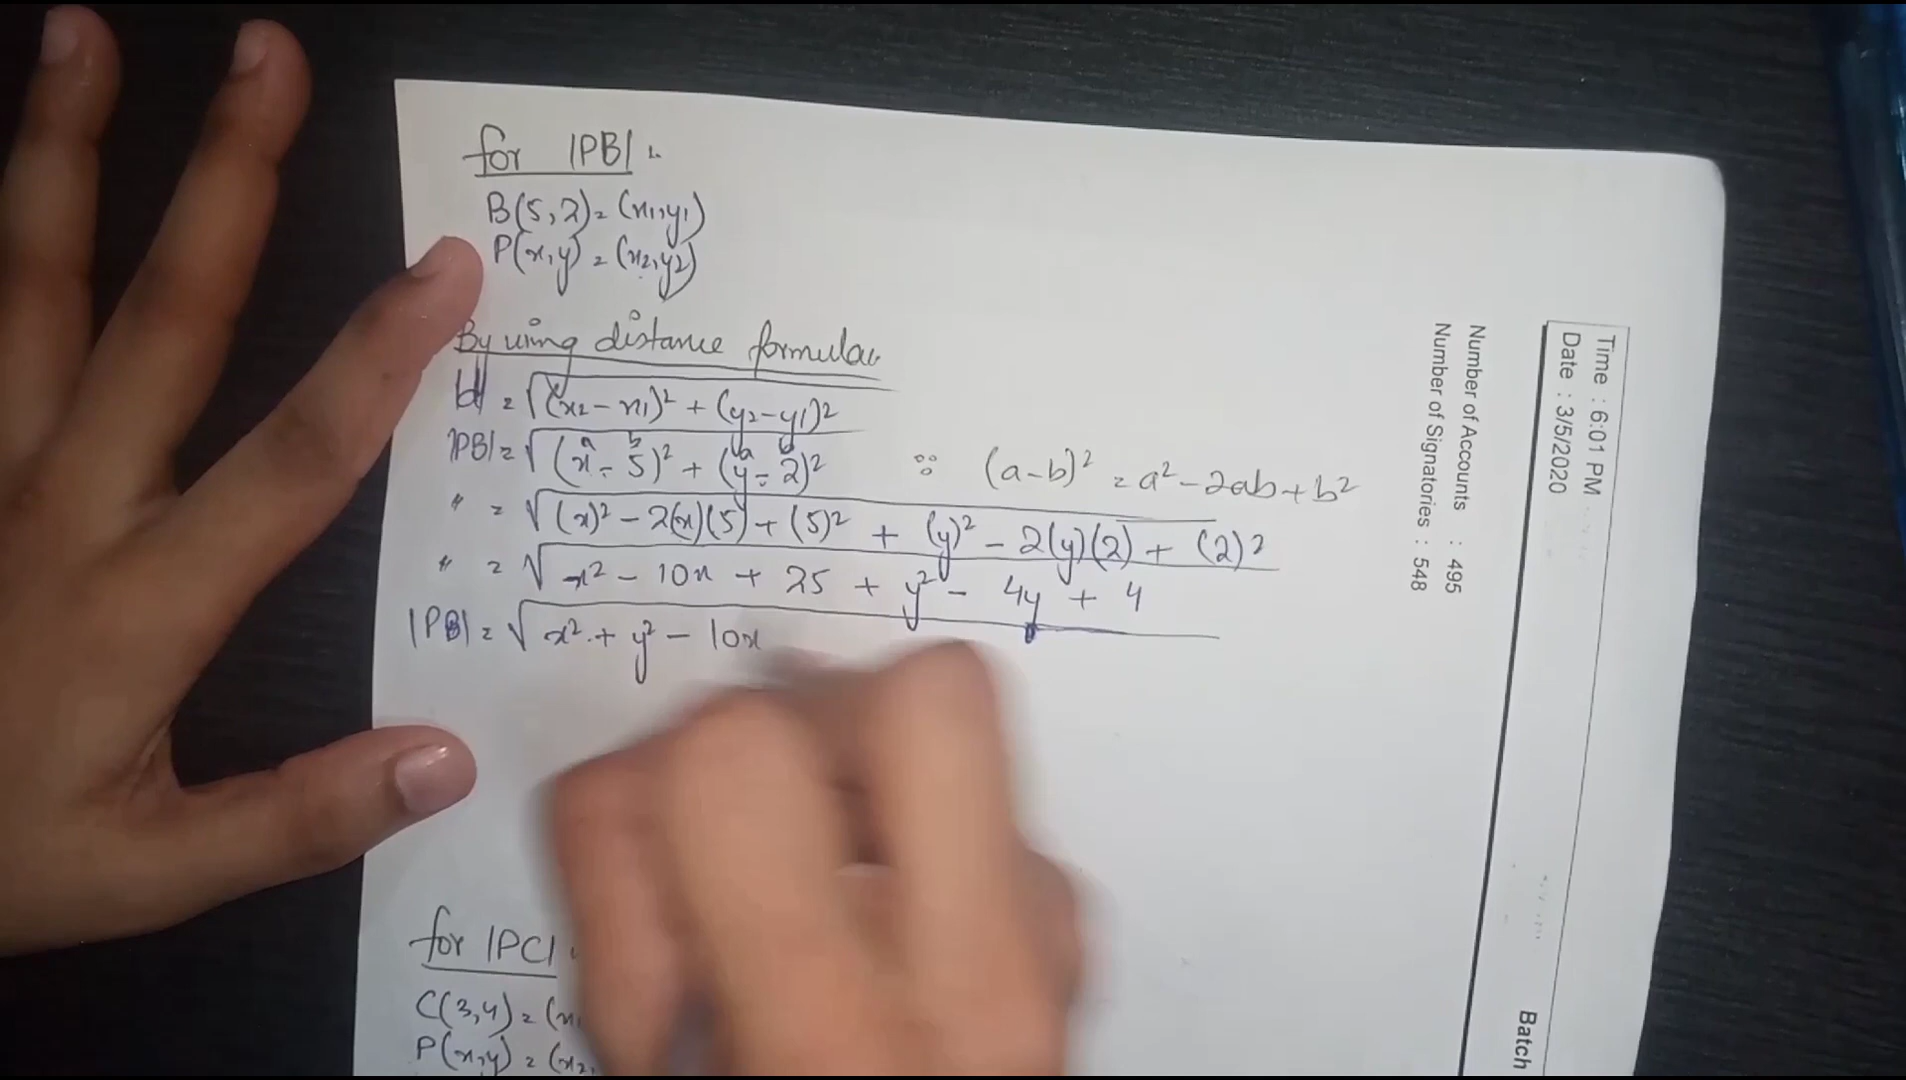 for |PB| :-
B(5,2) = (x1,y1)
P(x,y) = (x2,y2)
By using distance formula
d = √(x2-x1)² + (y2-y1)²
a b a b
|PB| = √(x-5)² + (y-2)² ∵ (a-b)² = a²-2ab+b²
" = √(x)² - 2(x)(5) + (5)² + (y)² - 2(y)(2) + (2)²
" = √x² - 10x + 25 + y² - 4y + 4
|PB| = √x² + y² - 10x
for |PC|
C(3,4) = (x1
P(x,y) = (x2,
Time : 6:01 PM
Date : 3/5/2020
Number of Accounts : 495
Number of Signatories : 548
Batch